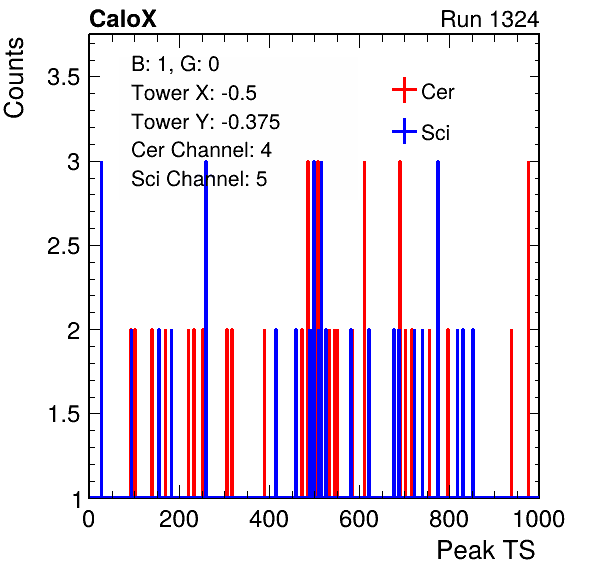 CaloX
Run 1324
Counts
B: 1, G: 0
Tower X: -0.5
Tower Y: -0.375
Cer Channel: 4
Sci Channel: 5
Cer
Sci
3.5
3
2.5
2
1.5
1
0
200
400
600
800
1000
Peak TS